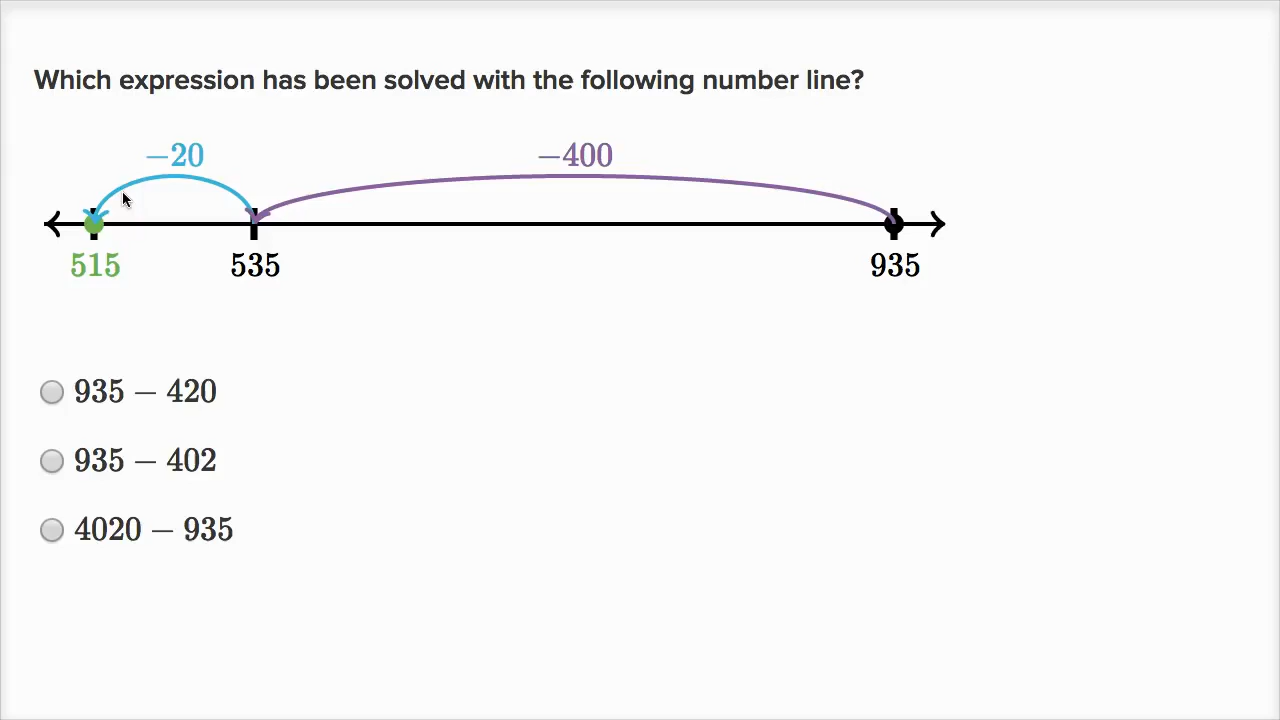 Which expression has been solved with the following number line?
−20 −400
515 535 935
935 − 420
935 − 402
4020 − 935